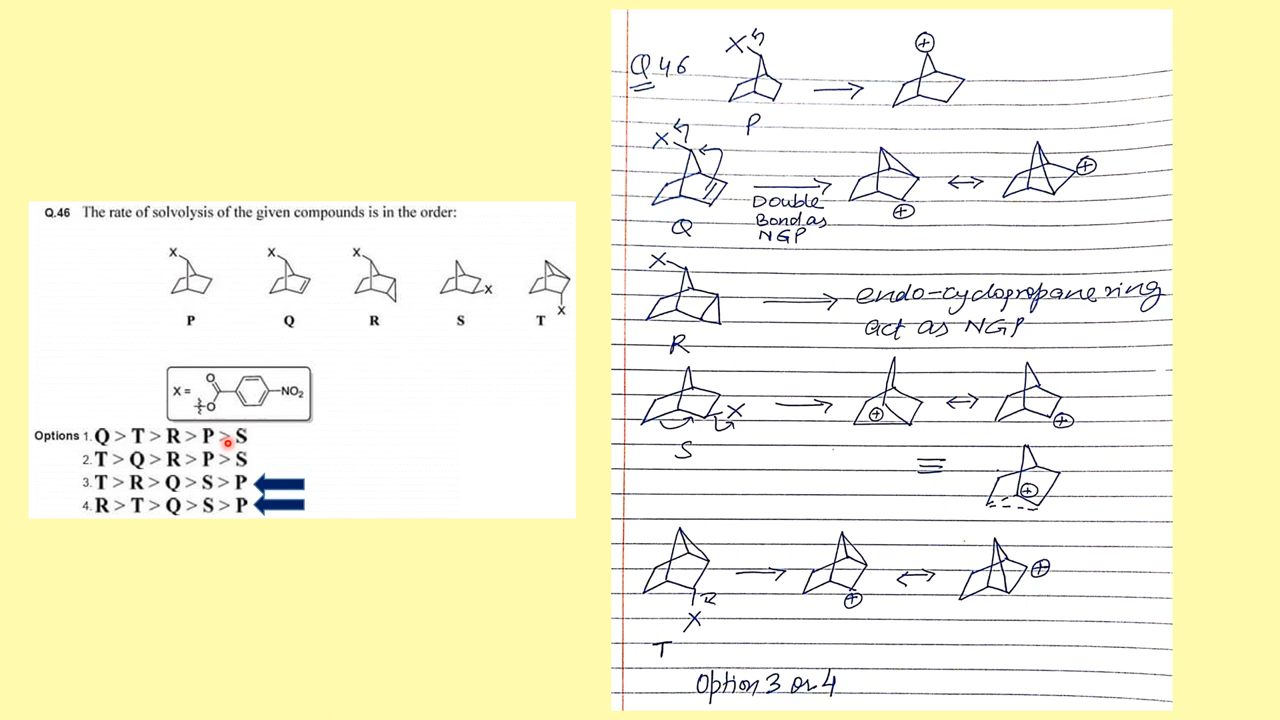 Q.46 The rate of solvolysis of the given compounds is in the order:
X X X X X
P Q R S T
X = O O NO2
Options 1. Q > T > R > P > S
2. T > Q > R > P > S
3. T > R > Q > S > P
4. R > T > Q > S > P
Q 46
X
⊕
P
X
⊕
Double
Bond as
NGP
⊕
Q
X
endo-cyclopropane ring
act as NGP
R
X
⊕
⊕
S
≡
⊕
⊕
⊕
X
T
Option 3 or 4